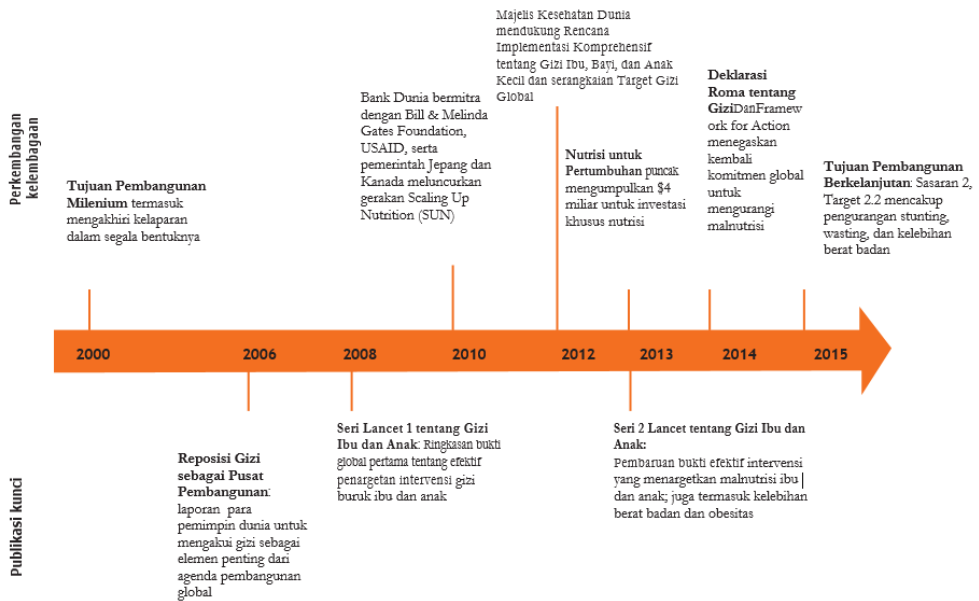 Perkembangan
kelembagaan
Tujuan Pembangunan
Milenium termasuk
mengakhiri kelaparan
dalam segala bentuknya
Bank Dunia bermitra
dengan Bill & Melinda
Gates Foundation,
USAID, serta
pemerintah Jepang dan
Kanada meluncurkan
gerakan Scaling Up
Nutrition (SUN)
Majelis Kesehatan Dunia
mendukung Rencana
Implementasi Komprehensif
tentang Gizi Ibu, Bayi, dan Anak
Kecil dan serangkaian Target Gizi
Global
Nutrisi untuk
Pertumbuhan puncak
mengumpulkan $4
miliar untuk investasi
khusus nutrisi
Deklarasi
Roma tentang
GiziDanFramew
ork for Action
menegaskan
kembali
komitmen global
untuk
mengurangi
malnutrisi
Tujuan Pembangunan
Berkelanjutan: Sasaran 2,
Target 2.2 mencakup
pengurangan stunting,
wasting, dan kelebihan
berat badan
2000 2006 2008 2010 2012 2013 2014 2015
Publikasi kunci
Reposisi Gizi
sebagai Pusat
Pembangunan:
laporan para
pemimpin dunia untuk
mengakui gizi sebagai
elemen penting dari
agenda pembangunan
global
Seri Lancet 1 tentang Gizi
Ibu dan Anak: Ringkasan bukti
global pertama tentang efektif
penargetan intervensi gizi
buruk ibu dan anak
Seri 2 Lancet tentang Gizi Ibu dan
Anak:
Pembaruan bukti efektif intervensi
yang menargetkan malnutrisi ibu
dan anak; juga termasuk kelebihan
berat badan dan obesitas